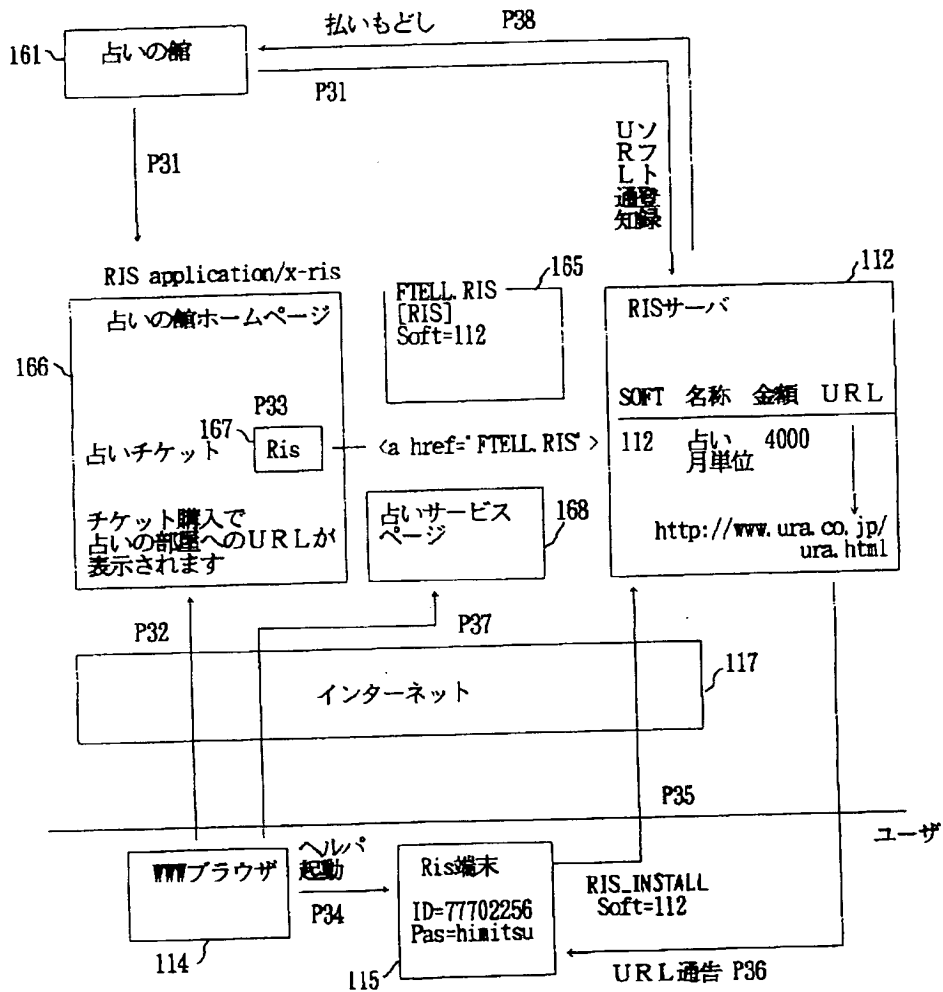 払いもどし P38
161 占いの館
P31
P31
URL通知
ソフト登録
RIS application/x-ris
165
112
占いの館ホームページ
FTELL.RIS
[RIS]
Soft=112
RISサーバ
166
P33
167
SOFT 名称 金額 URL
占いチケット Ris <a href="FTELL.RIS">
112 占い 4000
月単位
占いサービス
ページ
168
チケット購入で
占いの部屋へのURLが
表示されます
http://www.ura.co.jp/
ura.html
P32
P37
インターネット
117
P35
ユーザ
WWWブラウザ
114
ヘルパ
起動
P34
Ris端末
ID=77702256
Pas=himitsu
115
RIS_INSTALL
Soft=112
URL通告 P36